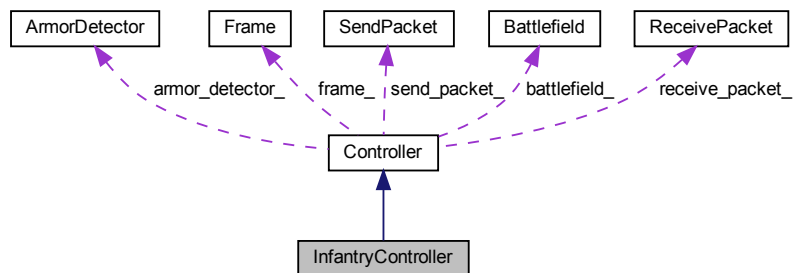 ArmorDetector Frame SendPacket Battlefield ReceivePacket
armor_detector_ frame_ send_packet_ battlefield_ receive_packet_
Controller
InfantryController